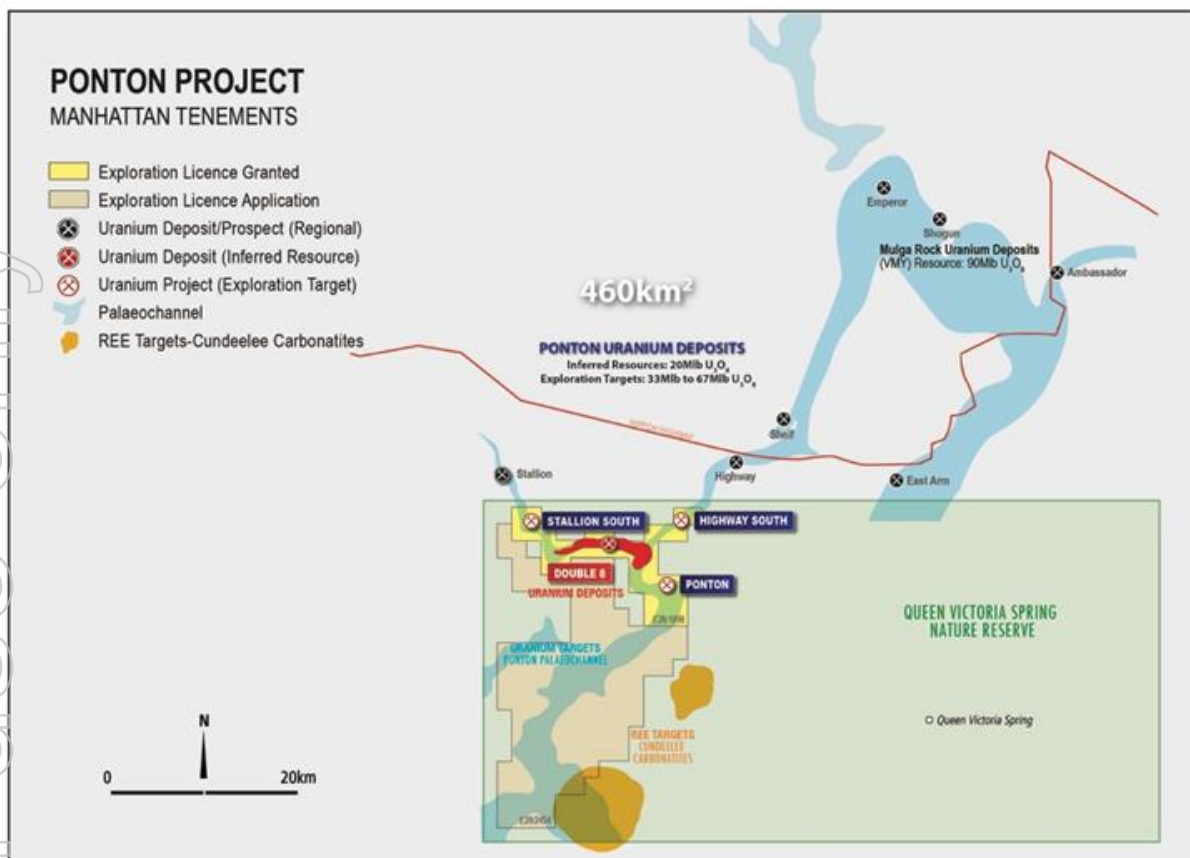 PONTON PROJECT
MANHATTAN TENEMENTS
Exploration Licence Granted
Exploration Licence Application
Uranium Deposit/Prospect (Regional)
Uranium Deposit (Inferred Resource)
Uranium Project (Exploration Target)
Palaeochannel
REE Targets-Cundeelee Carbonatites
Emperor
Shogun
Mulga Rock Uranium Deposits
(VMY) Resource: 90Mlb U₃O₈
Ambassador
460km²
PONTON URANIUM DEPOSITS
Inferred Resources: 20Mlb U₃O₈
Exploration Targets: 33Mlb to 67Mlb U₃O₈
Shelf
Highway
Stallion
East Arm
STALLION SOUTH
HIGHWAY SOUTH
DOUBLE 8
URANIUM DEPOSITS
PONTON
QUEEN VICTORIA SPRING
NATURE RESERVE
URANIUM TARGETS
PONTON PALAEOCHANNEL
Queen Victoria Spring
REE TARGETS
CUNDEELEE
CARBONATITES
N
0 20km